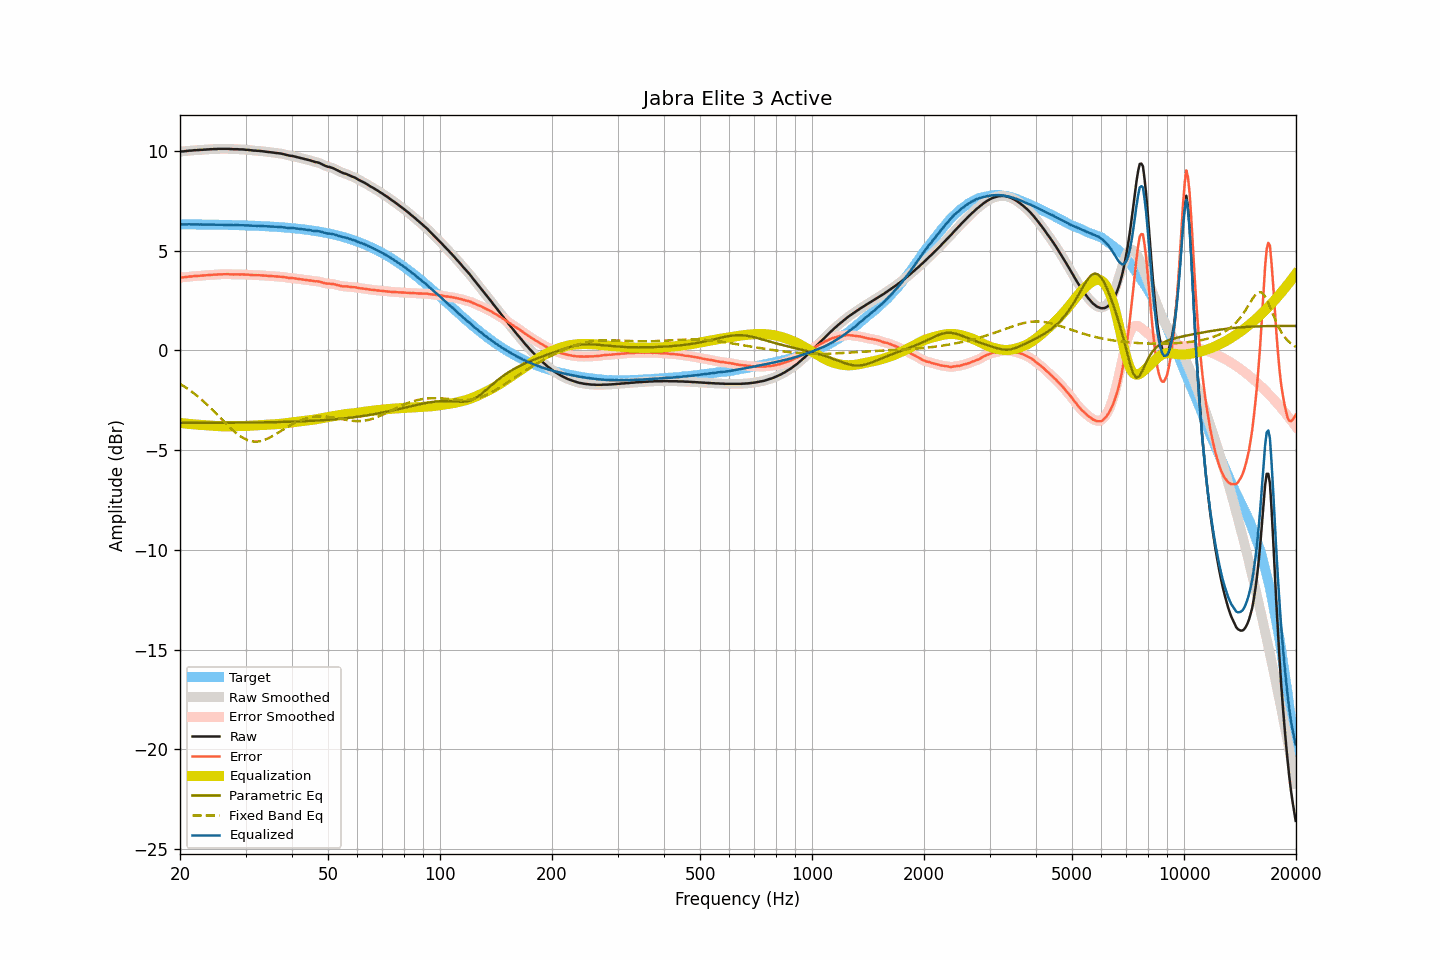 Jabra Elite 3 Active
Amplitude (dBr)
10
5
0
−5
−10
−15
−20
−25
Target
Raw Smoothed
Error Smoothed
Raw
Error
Equalization
Parametric Eq
Fixed Band Eq
Equalized
20 50 100 200 500 1000 2000 5000 10000 20000
Frequency (Hz)